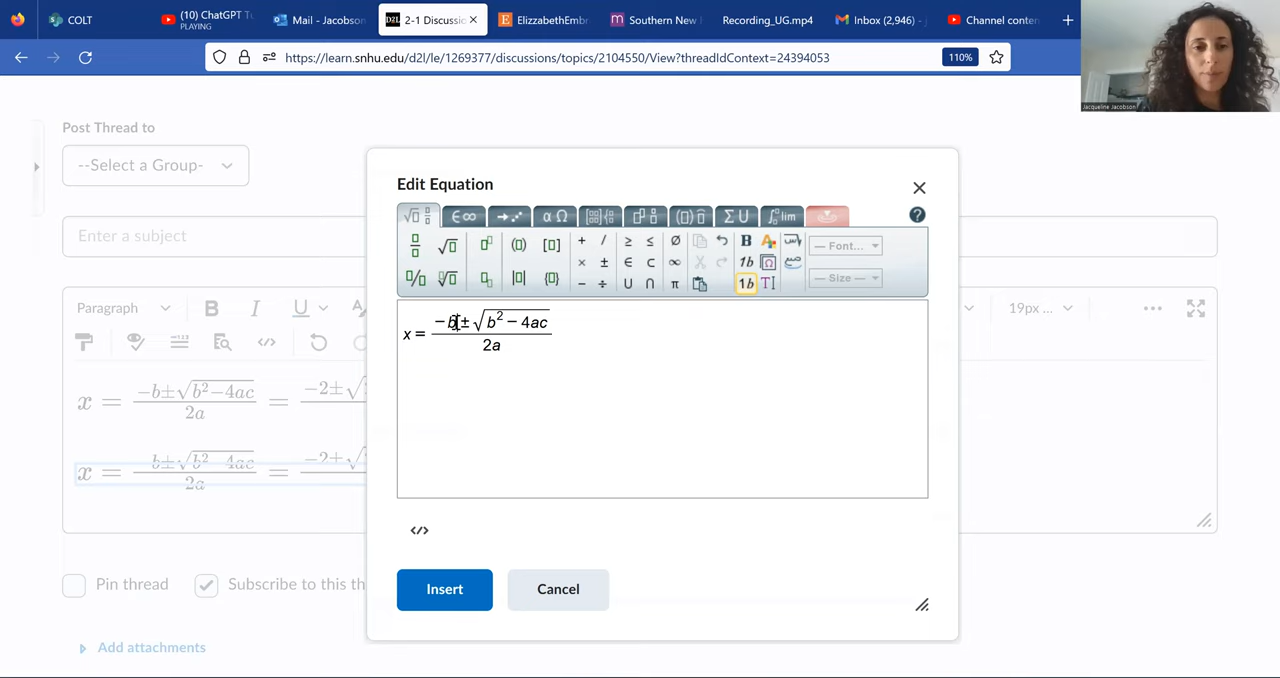 COLT
(10) ChatGPT Tu
PLAYING
Mail - Jacobson
D2L
2-1 Discussio
ElizzabethEmbr
Southern New
Recording_UG.mp4
Inbox (2,946) -
Channel conten
https://learn.snhu.edu/d2l/le/1269377/discussions/topics/2104550/View?threadIdContext=24394053
110%
Jacqueline Jacobson
Post Thread to
--Select a Group-
Enter a subject
Paragraph
B I U
19px
x = −b±√b²−4ac / 2a = −2±√
x = b±√b² 4ac / 2a = −2±√
Edit Equation
— Font...
— Size —
x = −b ± √b² − 4ac / 2a
</>
Insert
Cancel
Pin thread
Subscribe to this th
Add attachments